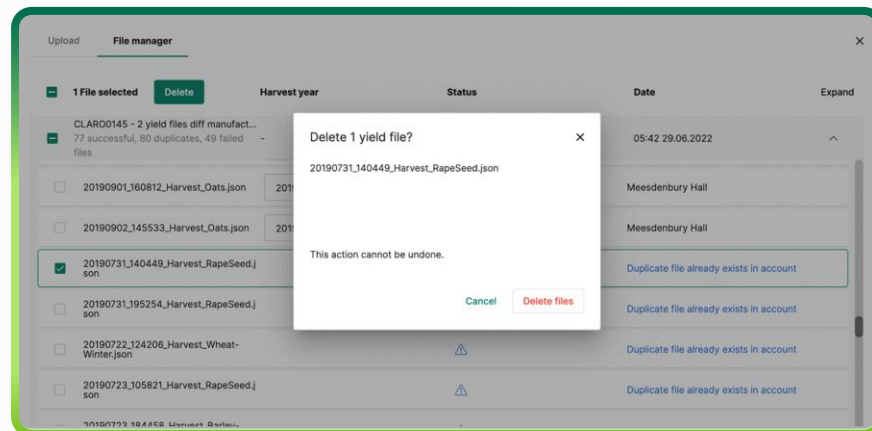 Upload File manager
1 File selected Delete Harvest year Status Date Expand
CLARO0145 - 2 yield files diff manufact...
77 successful, 80 duplicates, 49 failed
files
-
05:42 29.06.2022
20190901_160812_Harvest_Oats.json 201
Meesdenbury Hall
20190902_145533_Harvest_Oats.json 201
Meesdenbury Hall
20190731_140449_Harvest_RapeSeed.j
son
Duplicate file already exists in account
20190731_195254_Harvest_RapeSeed.j
son
Duplicate file already exists in account
20190722_124206_Harvest_Wheat-
Winter.json
Duplicate file already exists in account
20190723_105821_Harvest_RapeSeed.j
son
Duplicate file already exists in account
20190723_184458_Harvest_Barley-
Delete 1 yield file?
20190731_140449_Harvest_RapeSeed.json
This action cannot be undone.
Cancel Delete files